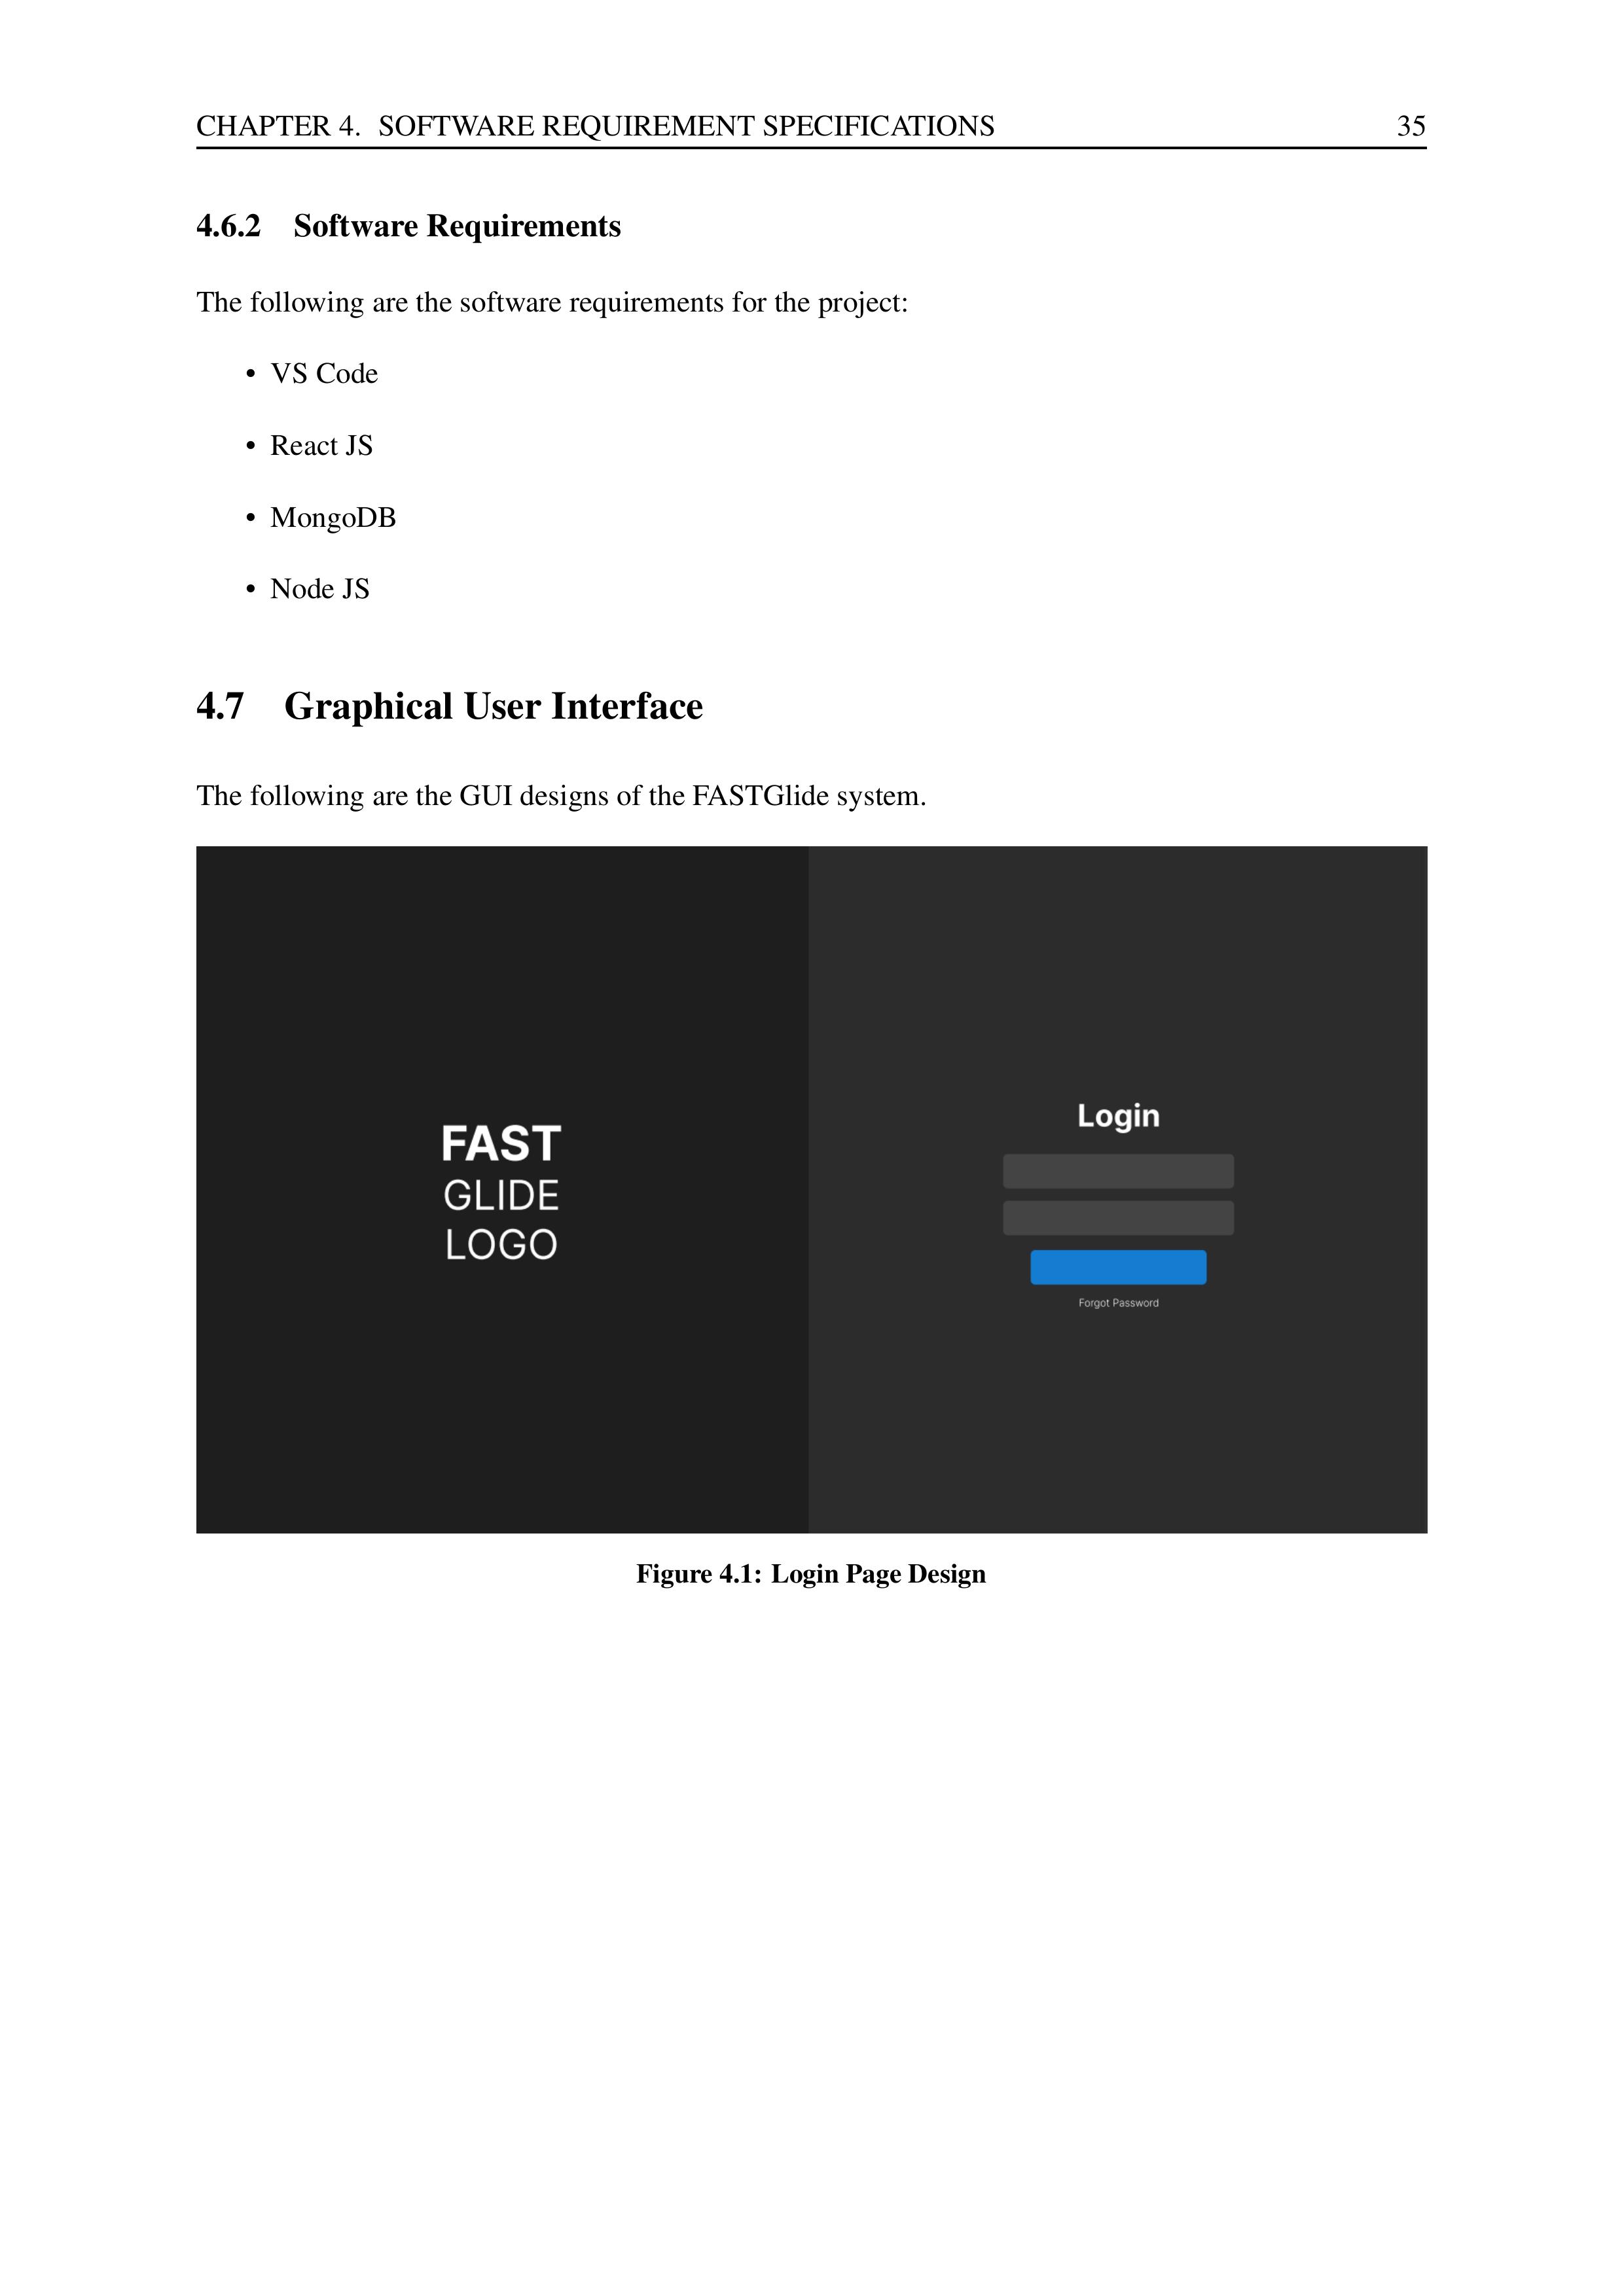 CHAPTER 4. SOFTWARE REQUIREMENT SPECIFICATIONS 35
4.6.2 Software Requirements
The following are the software requirements for the project:
• VS Code
• React JS
• MongoDB
• Node JS
4.7 Graphical User Interface
The following are the GUI designs of the FASTGlide system.
FAST
GLIDE
LOGO
Login
Forgot Password
Figure 4.1: Login Page Design